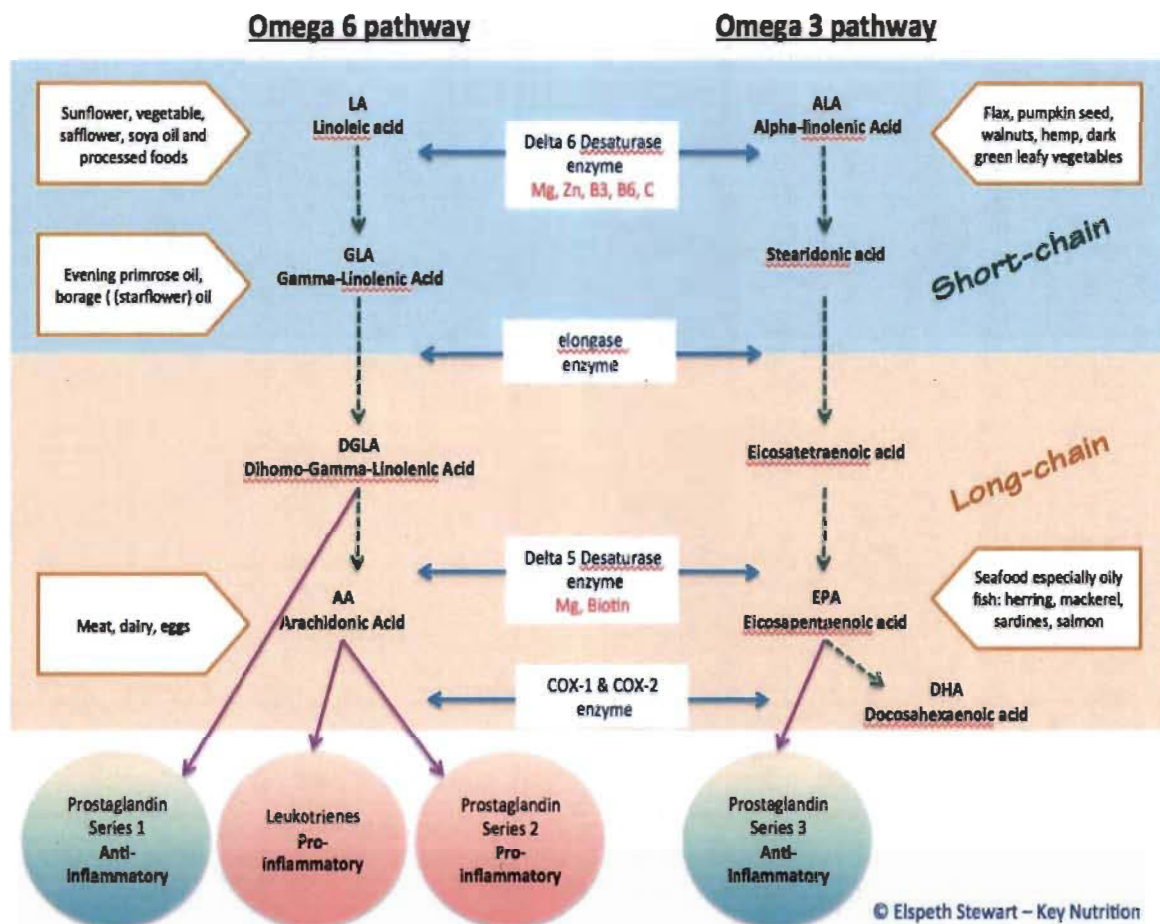 Omega 6 pathway
Omega 3 pathway
Sunflower, vegetable,
safflower, soya oil and
processed foods
LA
Linoleic acid
Delta 6 Desaturase
enzyme
Mg, Zn, B3, B6, C
ALA
Alpha-linolenic Acid
Flax, pumpkin seed,
walnuts, hemp, dark
green leafy vegetables
Evening primrose oil,
borage ( (starflower) oil
GLA
Gamma-Linolenic Acid
Stearidonic acid
Short-chain
elongase
enzyme
DGLA
Dihomo-Gamma-Linolenic Acid
Eicosatetraenoic acid
Long-chain
Meat, dairy, eggs
AA
Arachidonic Acid
Delta 5 Desaturase
enzyme
Mg, Biotin
EPA
Eicosapentaenoic acid
Seafood especially oily
fish: herring, mackerel,
sardines, salmon
COX-1 & COX-2
enzyme
DHA
Docosahexaenoic acid
Prostaglandin
Series 1
Anti-
inflammatory
Leukotrienes
Pro-
inflammatory
Prostaglandin
Series 2
Pro-
inflammatory
Prostaglandin
Series 3
Anti-
inflammatory
© Elspeth Stewart – Key Nutrition